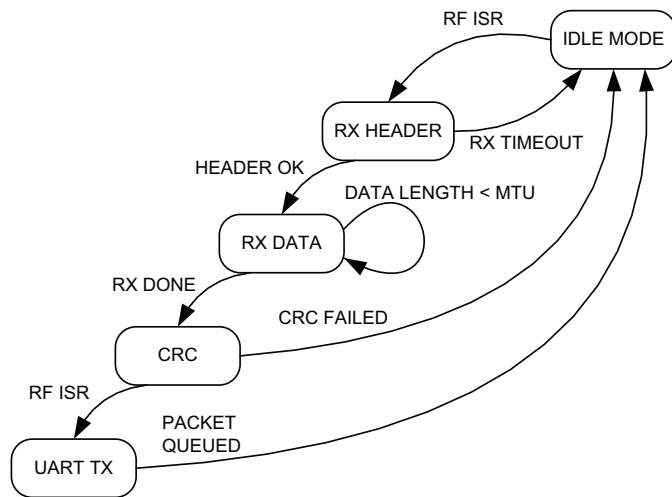 RF ISR
IDLE MODE
RX HEADER
RX TIMEOUT
HEADER OK
DATA LENGTH < MTU
RX DATA
RX DONE
CRC FAILED
CRC
RF ISR
PACKET
QUEUED
UART TX